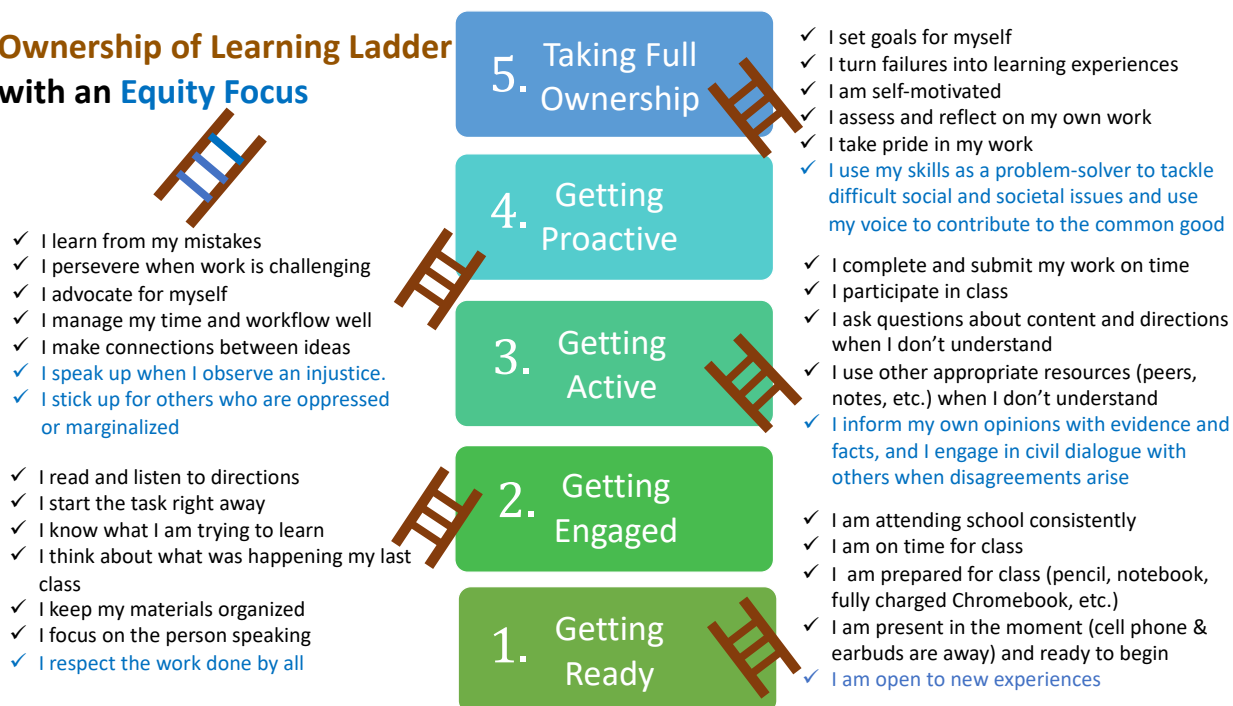 Ownership of Learning Ladder
with an Equity Focus
5. Taking Full
Ownership
✓ I set goals for myself
✓ I turn failures into learning experiences
✓ I am self-motivated
✓ I assess and reflect on my own work
✓ I take pride in my work
✓ I use my skills as a problem-solver to tackle
difficult social and societal issues and use
my voice to contribute to the common good
4. Getting
Proactive
✓ I learn from my mistakes
✓ I persevere when work is challenging
✓ I advocate for myself
✓ I manage my time and workflow well
✓ I make connections between ideas
✓ I speak up when I observe an injustice.
✓ I stick up for others who are oppressed
or marginalized
3. Getting
Active
✓ I complete and submit my work on time
✓ I participate in class
✓ I ask questions about content and directions
when I don’t understand
✓ I use other appropriate resources (peers,
notes, etc.) when I don’t understand
✓ I inform my own opinions with evidence and
facts, and I engage in civil dialogue with
others when disagreements arise
2. Getting
Engaged
✓ I read and listen to directions
✓ I start the task right away
✓ I know what I am trying to learn
✓ I think about what was happening my last
class
✓ I keep my materials organized
✓ I focus on the person speaking
✓ I respect the work done by all
1. Getting
Ready
✓ I am attending school consistently
✓ I am on time for class
✓ I am prepared for class (pencil, notebook,
fully charged Chromebook, etc.)
✓ I am present in the moment (cell phone &
earbuds are away) and ready to begin
✓ I am open to new experiences